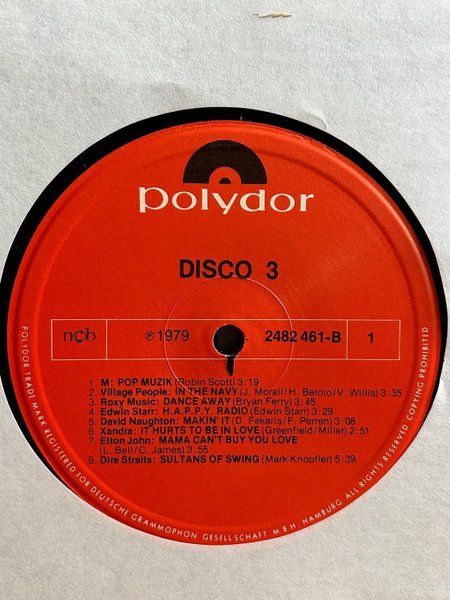 polydor
DISCO 3
ncb ℗1979 2482 461-B 1
1. M: POP MUZIK (Robin Scott) 3:19
2. Village People: IN THE NAVY (J. Morali/H. Belolo/V. Willis) 3:35
3. Roxy Music: DANCE AWAY (Bryan Ferry) 3:45
4. Edwin Starr: H.A.P.P.Y. RADIO (Edwin Starr) 3:29
5. David Naughton: MAKIN' IT (D. Fekaris/F. Perren) 3:08
6. Xandra: IT HURTS TO BE IN LOVE (Greenfield/Miller) 2:51
7. Elton John: MAMA CAN'T BUY YOU LOVE
(L. Bell/C. James) 3:55
8. Dire Straits: SULTANS OF SWING (Mark Knopfler) 5:39
POLYDOR TRADE MARK REGISTERED FOR DEUTSCHE GRAMMOPHON GESELLSCHAFT M B H, HAMBURG ALL RIGHTS RESERVED COPYING PROHIBITED